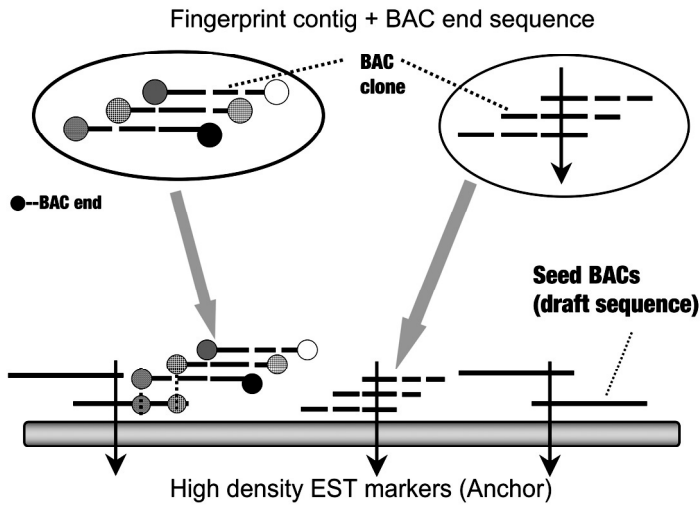 Fingerprint contig + BAC end sequence
BAC
clone
●--BAC end
Seed BACs
(draft sequence)
High density EST markers (Anchor)